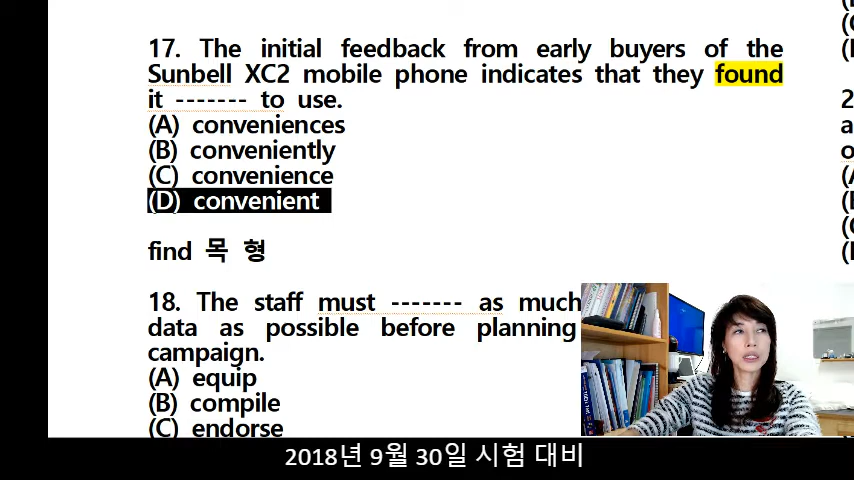 17. The initial feedback from early buyers of the
Sunbell XC2 mobile phone indicates that they found
it ------- to use.
(A) conveniences
(B) conveniently
(C) convenience
(D) convenient
find 목 형
18. The staff must ------- as much
data as possible before planning
campaign.
(A) equip
(B) compile
(C) endorse
2018년 9월 30일 시험 대비